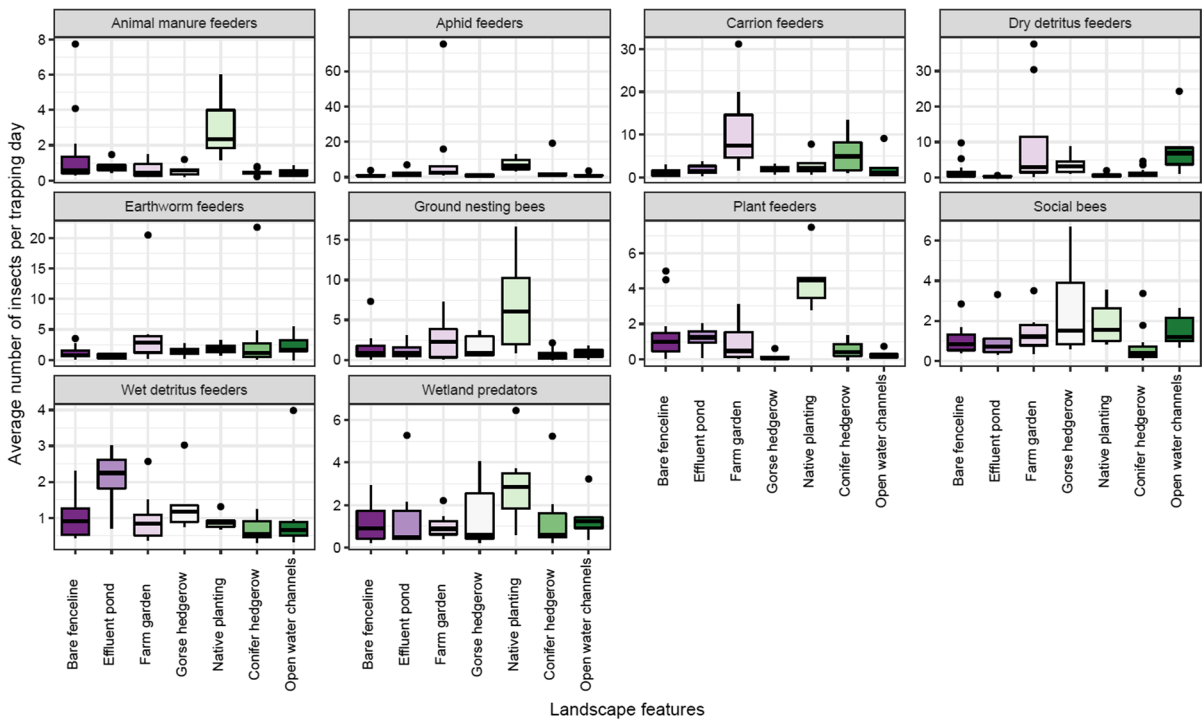 Average number of insects per trapping day
Animal manure feeders
8
6
4
2
0
Aphid feeders
60
40
20
0
Carrion feeders
30
20
10
0
Dry detritus feeders
30
20
10
0
Earthworm feeders
20
15
10
5
0
Ground nesting bees
15
10
5
0
Plant feeders
6
4
2
0
Bare fenceline
Effluent pond
Farm garden
Gorse hedgerow
Native planting
Conifer hedgerow
Open water channels
Social bees
6
4
2
0
Bare fenceline
Effluent pond
Farm garden
Gorse hedgerow
Native planting
Conifer hedgerow
Open water channels
Wet detritus feeders
4
3
2
1
Bare fenceline
Effluent pond
Farm garden
Gorse hedgerow
Native planting
Conifer hedgerow
Open water channels
Wetland predators
6
4
2
0
Bare fenceline
Effluent pond
Farm garden
Gorse hedgerow
Native planting
Conifer hedgerow
Open water channels
Landscape features